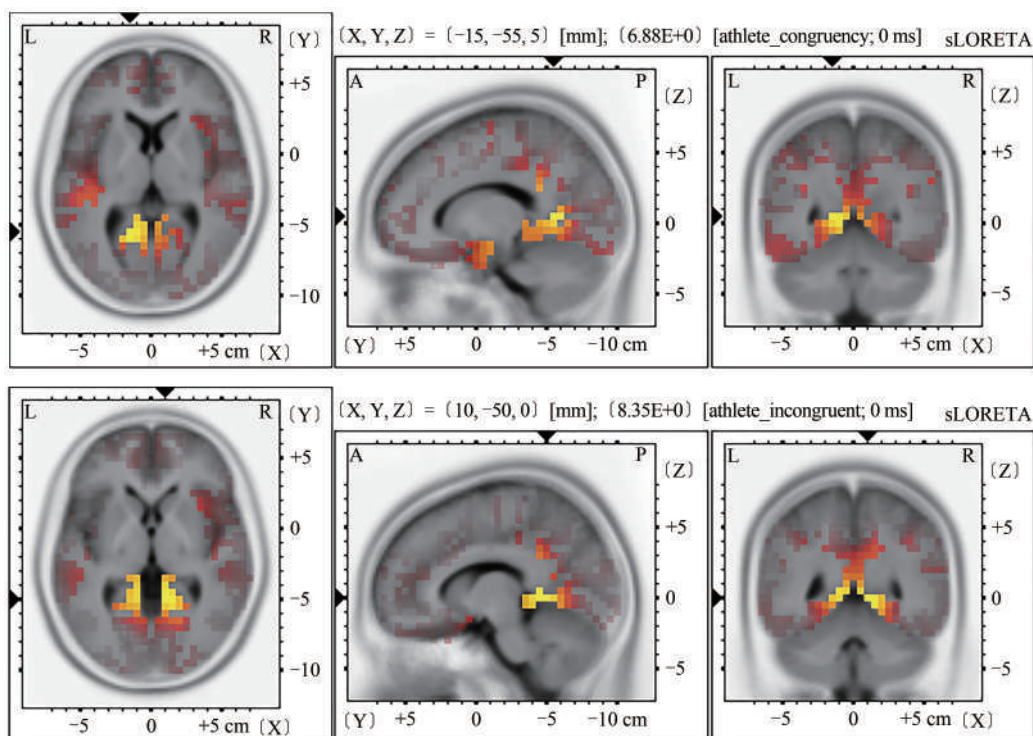 〔X, Y, Z〕 = 〔−15, −55, 5〕 [mm]; 〔6.88E+0〕 [athlete_congruency; 0 ms] sLORETA
L R 〔Y〕
+5
0
−5
−10
−5 0 +5 cm 〔X〕
A P 〔Z〕
+5
0
−5
〔Y〕 +5 0 −5 −10 cm
L R 〔Z〕
+5
0
−5
−5 0 +5 cm 〔X〕
〔X, Y, Z〕 = 〔10, −50, 0〕 [mm]; 〔8.35E+0〕 [athlete_incongruent; 0 ms] sLORETA
L R 〔Y〕
+5
0
−5
−10
−5 0 +5 cm 〔X〕
A P 〔Z〕
+5
0
−5
〔Y〕 +5 0 −5 −10 cm
L R 〔Z〕
+5
0
−5
−5 0 +5 cm 〔X〕